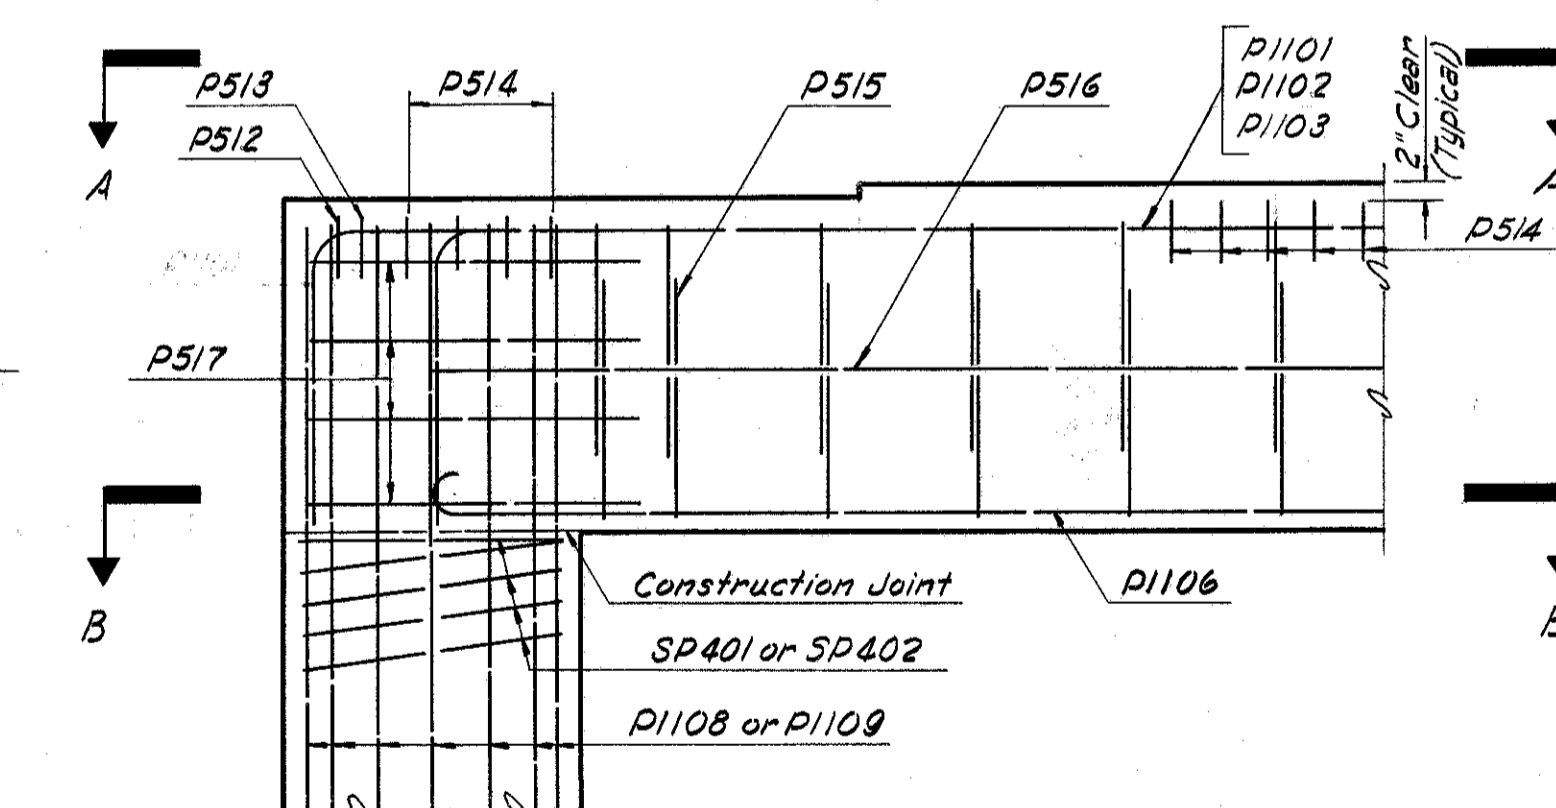 P513
P514
P515
P516
P1101
P1102
P1103
2" Clear
(Typical)
P512
A
P514
P517
Construction Joint
P1106
B
SP401 or SP402
P1108 or P1109